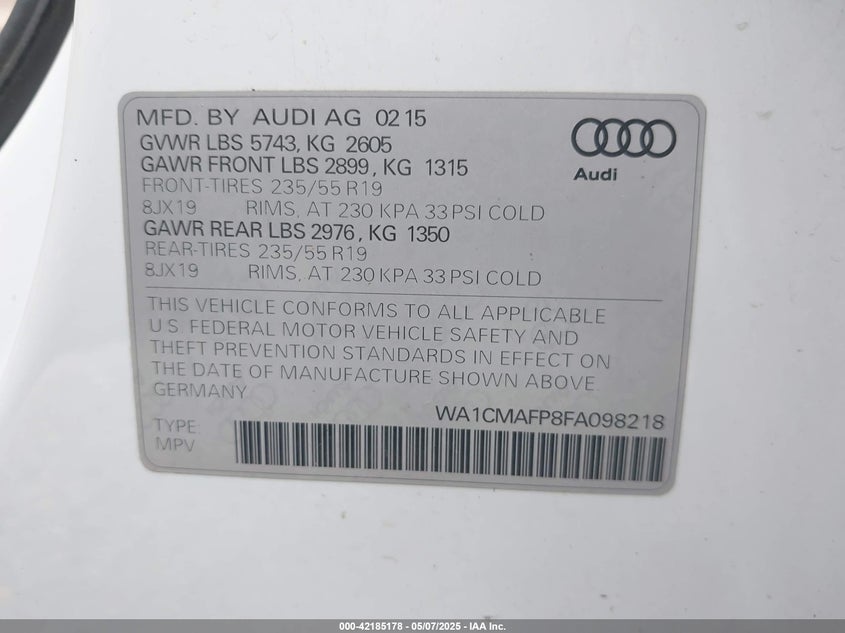 MFD. BY AUDI AG 02 15
GVWR LBS 5743, KG 2605
GAWR FRONT LBS 2899, KG 1315
FRONT-TIRES 235/55 R19
8JX19 RIMS, AT 230 KPA 33 PSI COLD
GAWR REAR LBS 2976, KG 1350
REAR-TIRES 235/55 R19
8JX19 RIMS, AT 230 KPA 33 PSI COLD
Audi
THIS VEHICLE CONFORMS TO ALL APPLICABLE
U.S. FEDERAL MOTOR VEHICLE SAFETY AND
THEFT PREVENTION STANDARDS IN EFFECT ON
THE DATE OF MANUFACTURE SHOWN ABOVE
GERMANY
WA1CMAFP8FA098218
TYPE:
MPV
000-42185178 - 05/07/2025 - IAA Inc.